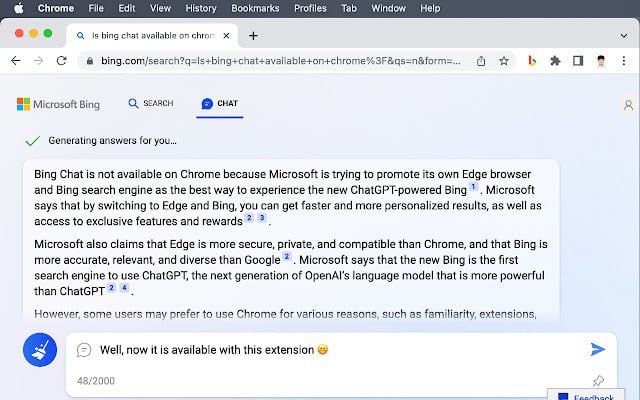 Chrome File Edit View History Bookmarks Profiles Tab Window Help
Is bing chat available on chrom
bing.com/search?q=Is+bing+chat+available+on+chrome%3F&qs=n&form=...
Microsoft Bing SEARCH CHAT
Generating answers for you...
Bing Chat is not available on Chrome because Microsoft is trying to promote its own Edge browser
and Bing search engine as the best way to experience the new ChatGPT-powered Bing 1 . Microsoft
says that by switching to Edge and Bing, you can get faster and more personalized results, as well as
access to exclusive features and rewards 2 3 .
Microsoft also claims that Edge is more secure, private, and compatible than Chrome, and that Bing is
more accurate, relevant, and diverse than Google 2 . Microsoft says that the new Bing is the first
search engine to use ChatGPT, the next generation of OpenAI's language model that is more powerful
than ChatGPT 2 4 .
However, some users may prefer to use Chrome for various reasons, such as familiarity, extensions,
Well, now it is available with this extension 😁
48/2000
Feedback